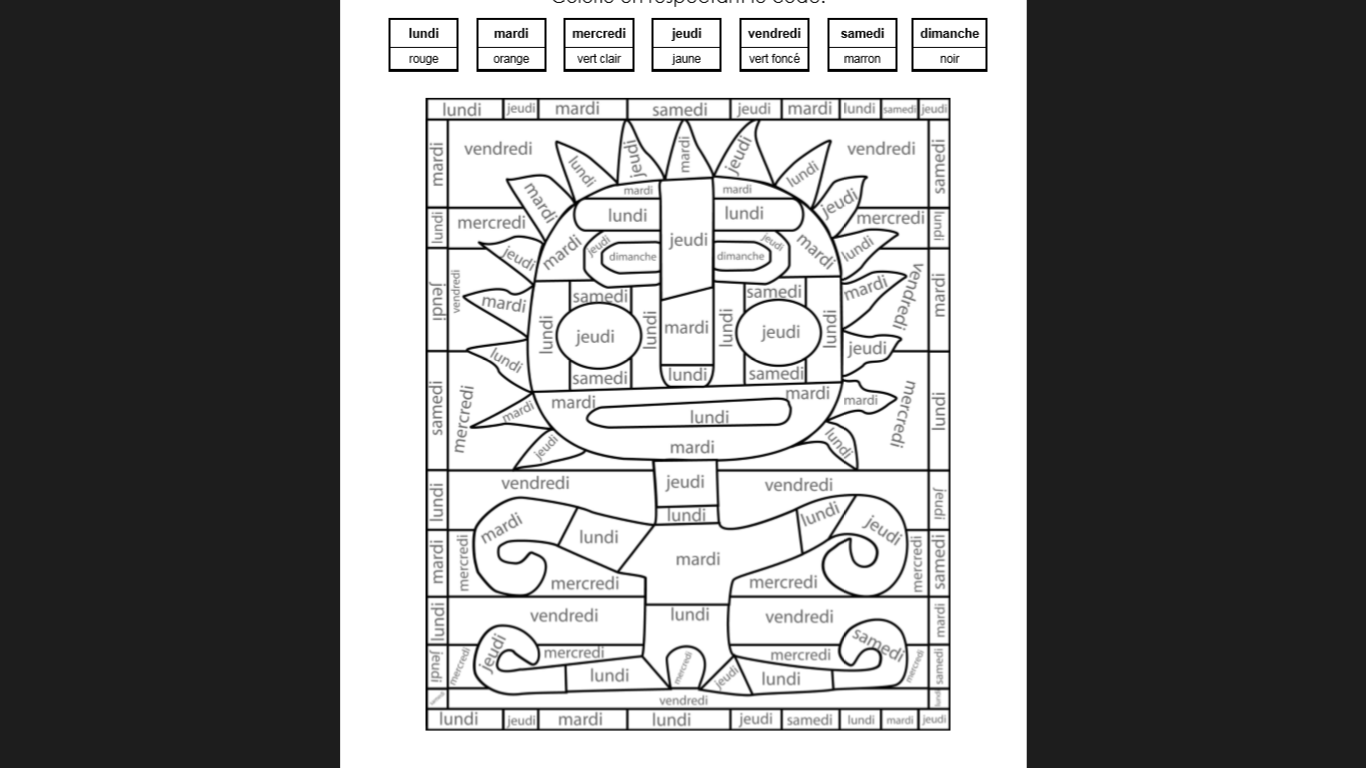 Colorie en respectant le code.
lundi mardi mercredi jeudi vendredi samedi dimanche
rouge orange vert clair jaune vert foncé marron noir
lundi jeudi mardi samedi jeudi mardi lundi samedi jeudi
mardi vendredi lundi jeudi mardi jeudi lundi vendredi samedi
mardi mardi mardi jeudi
lundi mercredi lundi lundi mercredi lundi
jeudi mardi jeudi jeudi jeudi mardi lundi
dimanche dimanche
jeudi vendredi mardi samedi samedi mardi vendredi mardi
lundi jeudi lundi mardi lundi jeudi lundi jeudi
lundi samedi lundi samedi
samedi mercredi mardi mardi mardi mardi mercredi lundi
lundi
jeudi mardi lundi
lundi vendredi jeudi vendredi jeudi
mardi lundi lundi lundi jeudi
mardi mercredi mardi mercredi samedi
mercredi mercredi
lundi vendredi lundi vendredi mardi
jeudi mercredi jeudi mercredi mercredi mercredi samedi mercredi samedi
lundi jeudi lundi
vendredi
lundi jeudi mardi lundi jeudi samedi lundi mardi jeudi